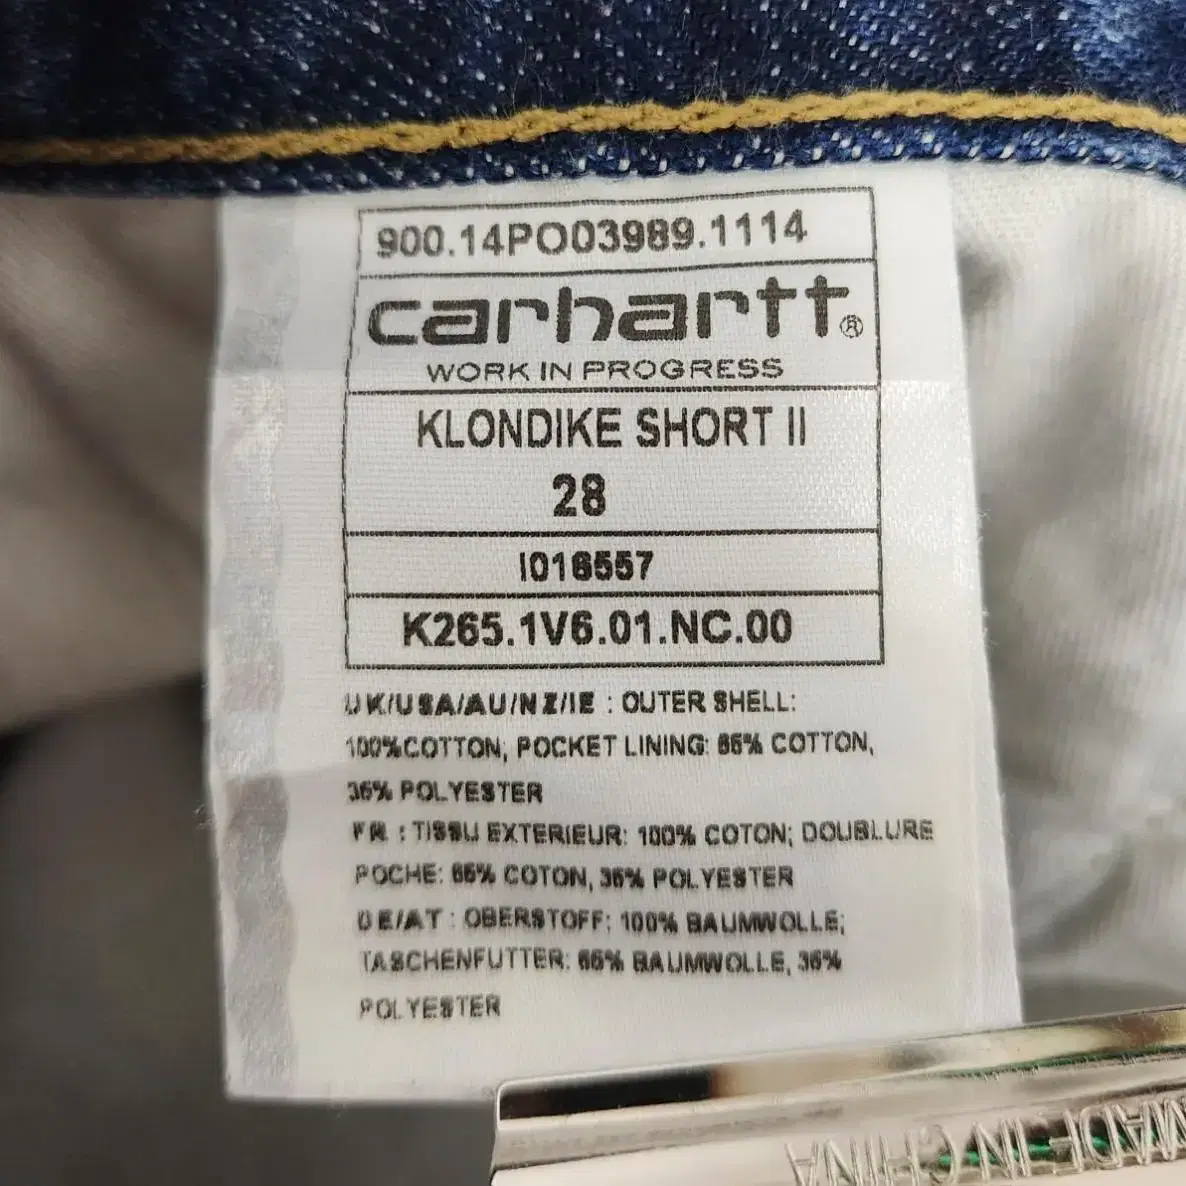 900.14PO03989.1114
carhartt®
WORK IN PROGRESS
KLONDIKE SHORT II
28
I016557
K265.1V6.01.NC.00
UK/USA/AU/NZ/IE : OUTER SHELL:
100%COTTON; POCKET LINING: 65% COTTON,
35% POLYESTER
FR : TISSU EXTERIEUR: 100% COTON; DOUBLURE
POCHE: 65% COTON, 35% POLYESTER
DE/AT : OBERSTOFF: 100% BAUMWOLLE;
TASCHENFUTTER: 65% BAUMWOLLE, 35%
POLYESTER
MADE IN CHINA